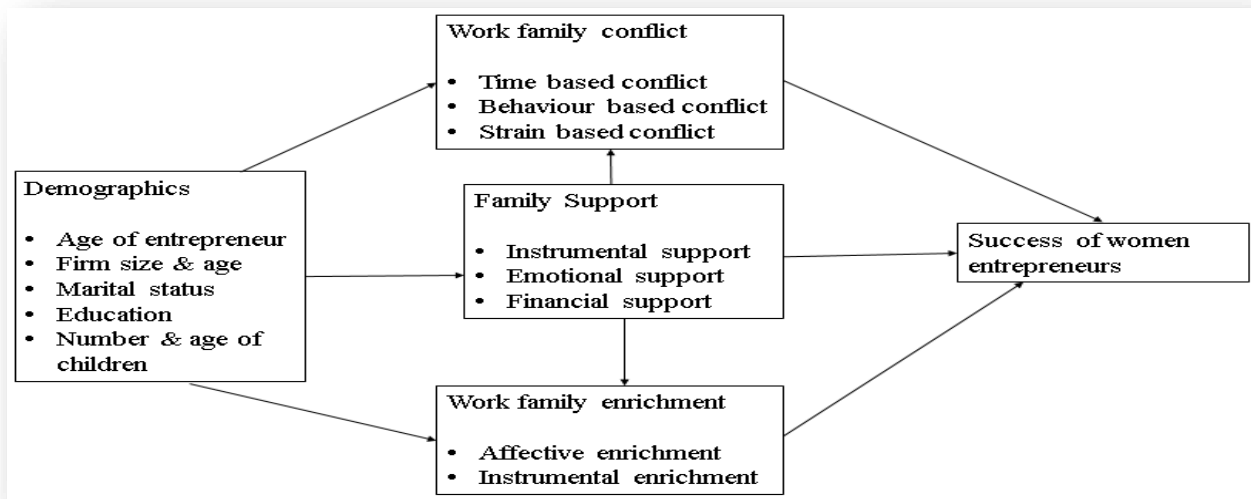 Work family conflict
• Time based conflict
• Behaviour based conflict
• Strain based conflict
Demographics
• Age of entrepreneur
• Firm size & age
• Marital status
• Education
• Number & age of
children
Family Support
• Instrumental support
• Emotional support
• Financial support
Success of women
entrepreneurs
Work family enrichment
• Affective enrichment
• Instrumental enrichment